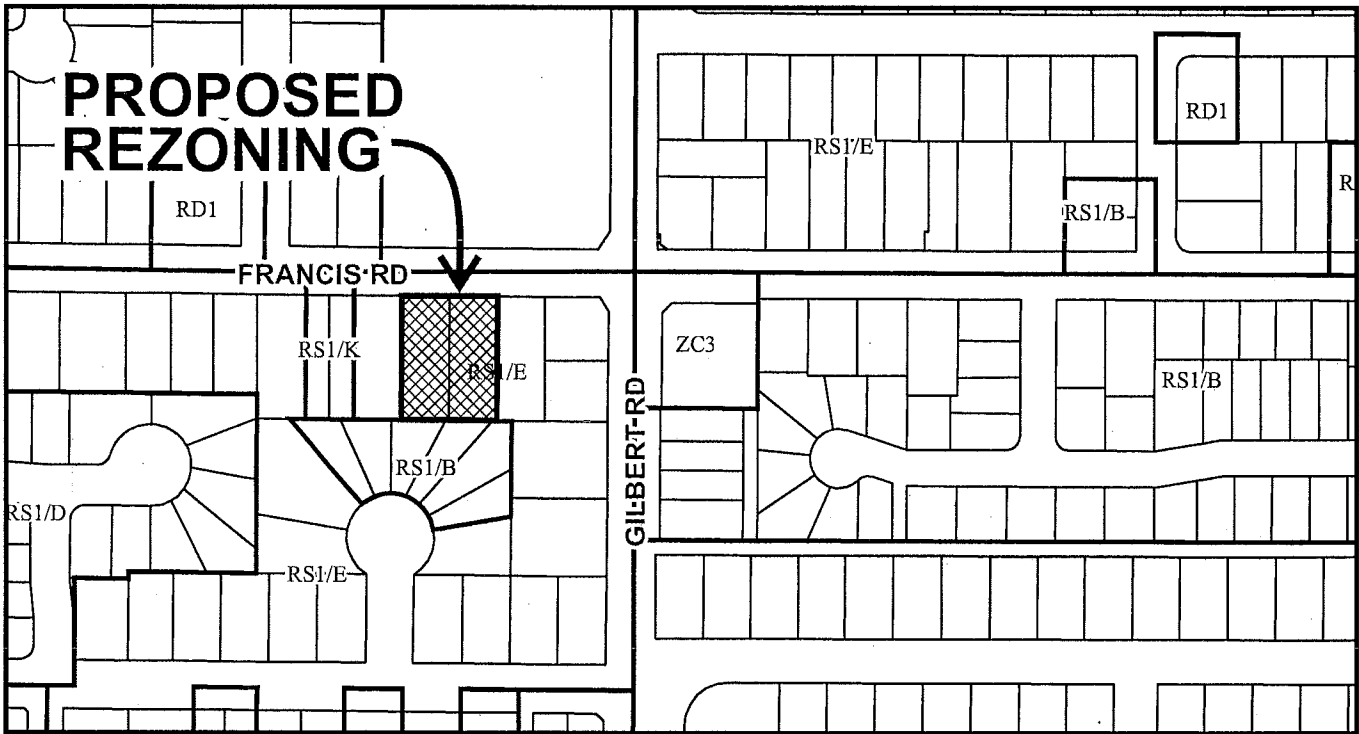 PROPOSED
REZONING
RD1
RS1/E
RD1
RS1/B
R
FRANCIS RD
RS1/K
RS1/E
ZC3
RS1/B
GILBERT RD
RS1/B
RS1/D
RS1/E